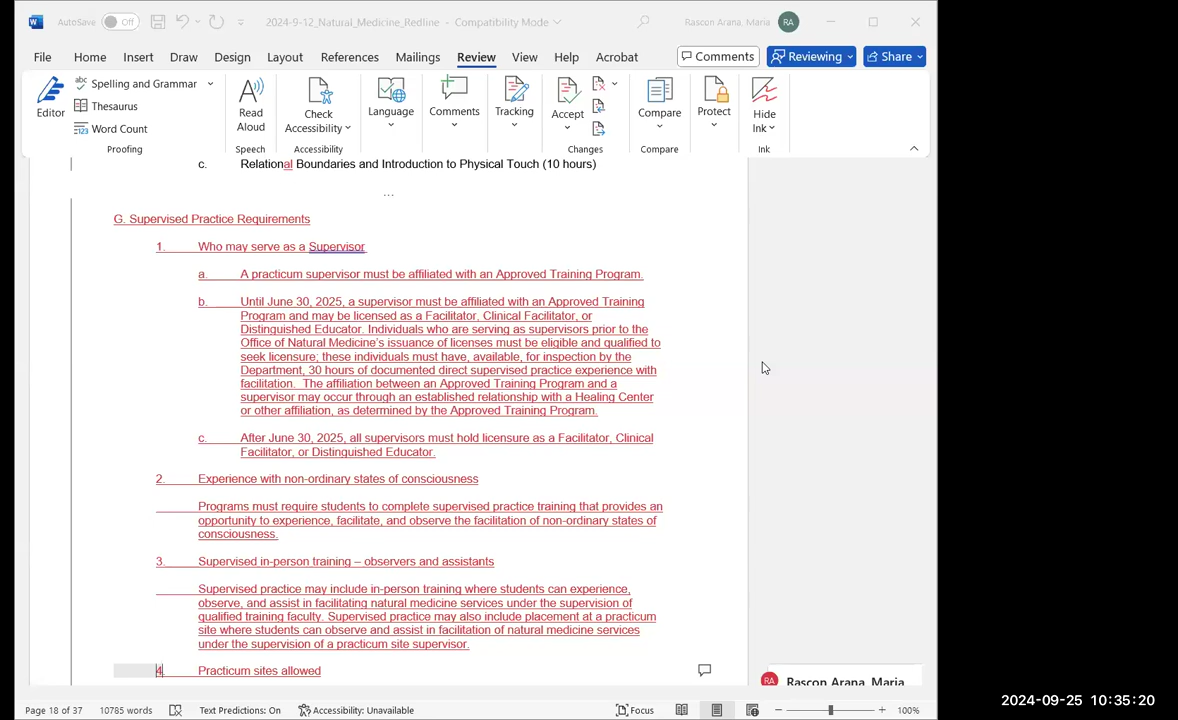 AutoSave Off 2024-9-12_Natural_Medicine_Redline - Compatibility Mode Rascon Arana, Maria RA
File Home Insert Draw Design Layout References Mailings Review View Help Acrobat Comments Reviewing Share
Editor
Spelling and Grammar
Thesaurus
Word Count
Proofing
Read
Aloud
Speech
Check
Accessibility
Accessibility
Language
Comments
Tracking
Accept
Changes
Compare
Compare
Protect
Hide
Ink
Ink
c. Relational Boundaries and Introduction to Physical Touch (10 hours)
...
G. Supervised Practice Requirements
1. Who may serve as a Supervisor
a. A practicum supervisor must be affiliated with an Approved Training Program.
b. Until June 30, 2025, a supervisor must be affiliated with an Approved Training
Program and may be licensed as a Facilitator, Clinical Facilitator, or
Distinguished Educator. Individuals who are serving as supervisors prior to the
Office of Natural Medicine's issuance of licenses must be eligible and qualified to
seek licensure; these individuals must have, available, for inspection by the
Department, 30 hours of documented direct supervised practice experience with
facilitation. The affiliation between an Approved Training Program and a
supervisor may occur through an established relationship with a Healing Center
or other affiliation, as determined by the Approved Training Program.
c. After June 30, 2025, all supervisors must hold licensure as a Facilitator, Clinical
Facilitator, or Distinguished Educator.
2. Experience with non-ordinary states of consciousness
Programs must require students to complete supervised practice training that provides an
opportunity to experience, facilitate, and observe the facilitation of non-ordinary states of
consciousness.
3. Supervised in-person training – observers and assistants
Supervised practice may include in-person training where students can experience,
observe, and assist in facilitating natural medicine services under the supervision of
qualified training faculty. Supervised practice may also include placement at a practicum
site where students can observe and assist in facilitation of natural medicine services
under the supervision of a practicum site supervisor.
4. Practicum sites allowed
RA Rascon Arana, Maria
Page 18 of 37 10785 words Text Predictions: On Accessibility: Unavailable Focus 100%
2024-09-25 10:35:20